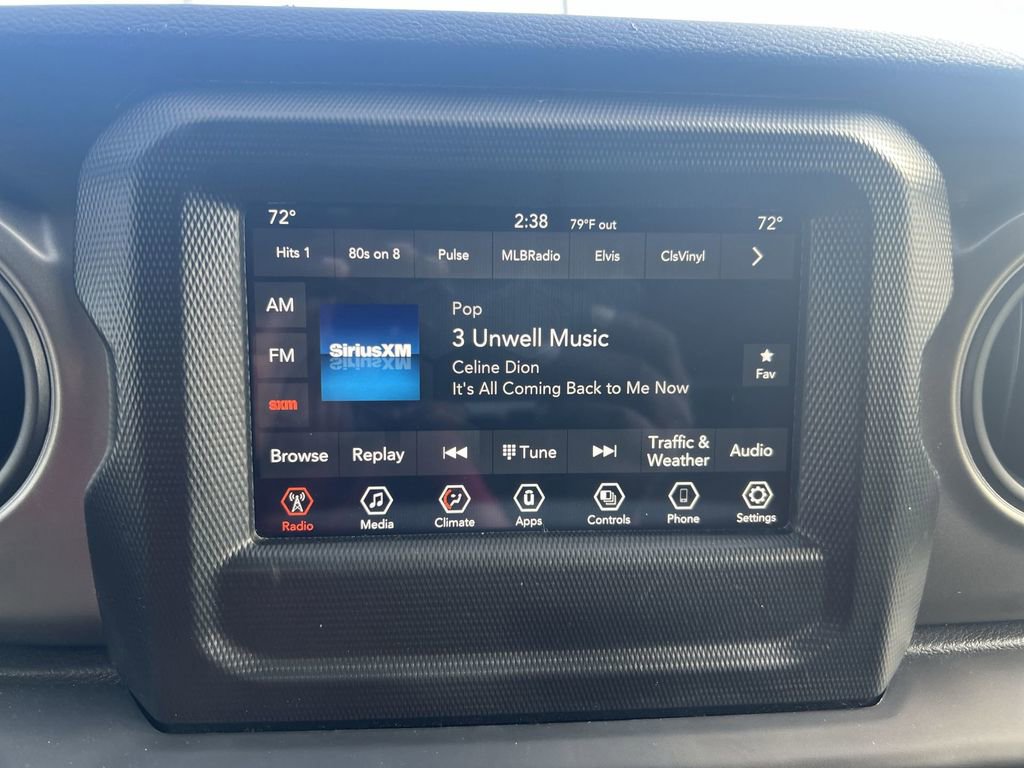 72° 2:38 79°F out 72°
Hits 1 80s on 8 Pulse MLBRadio Elvis ClsVinyl
AM
FM
sxm
SiriusXM
Pop
3 Unwell Music
Celine Dion
It's All Coming Back to Me Now
Fav
Browse Replay Tune Traffic & Weather Audio
Radio Media Climate Apps Controls Phone Settings